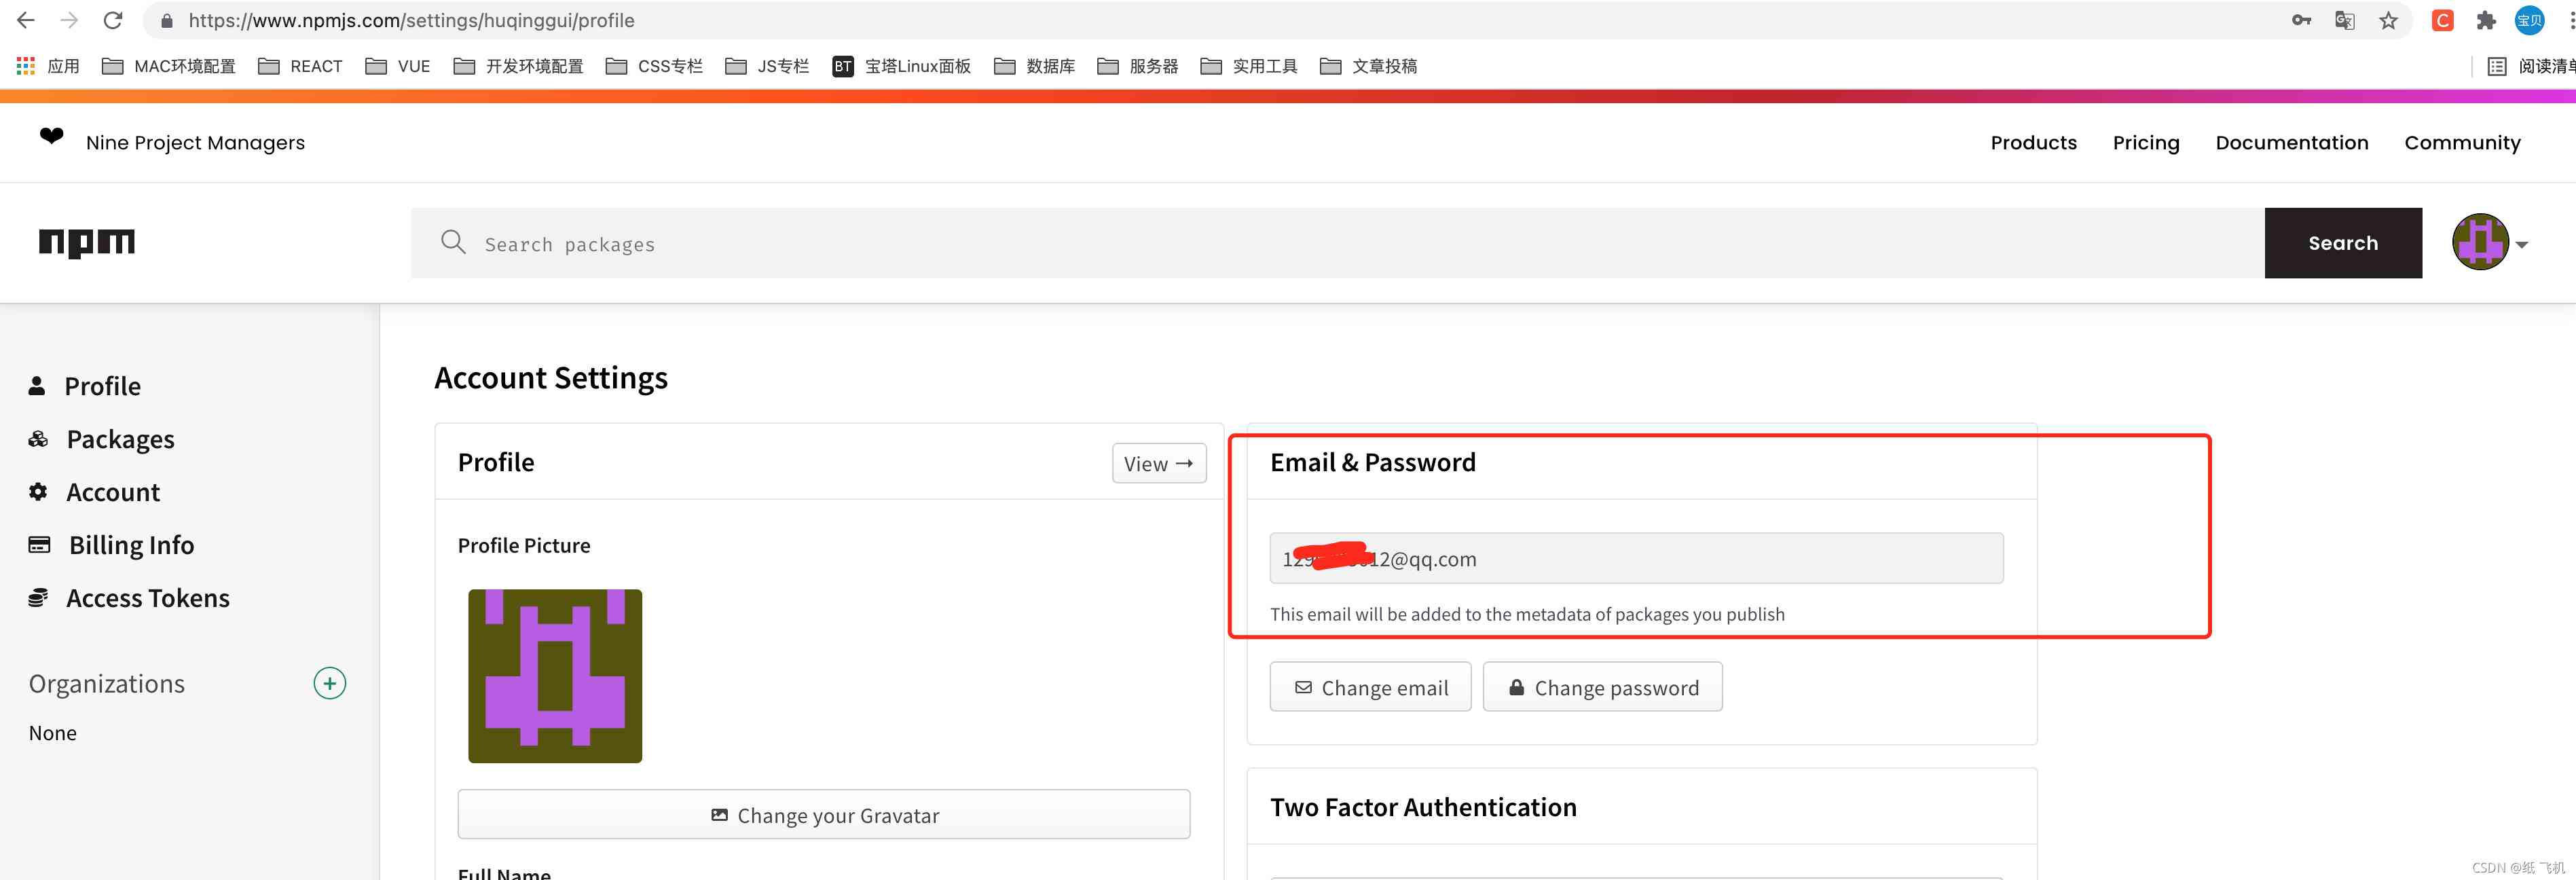 https://www.npmjs.com/settings/huqinggui/profile
宝贝
应用 MAC环境配置 REACT VUE 开发环境配置 CSS专栏 JS专栏 BT 宝塔Linux面板 数据库 服务器 实用工具 文章投稿 阅读清单
Nine Project Managers Products Pricing Documentation Community
npm Search packages Search
Account Settings
Profile
Packages
Account
Billing Info
Access Tokens
Organizations
None
Profile View →
Profile Picture
Change your Gravatar
Full Name
Email & Password
12@qq.com
This email will be added to the metadata of packages you publish
Change email Change password
Two Factor Authentication
CSDN @纸飞机